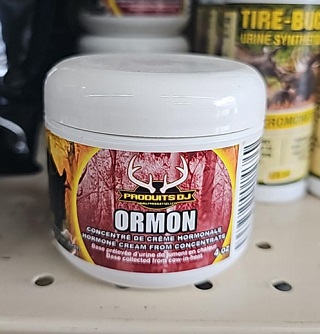 TIRE-BUC
URINE SYNTHE
PRODUITS DJ
ORMON
CONCENTRÉ DE CRÈME HORMONALE
HORMONE CREAM FROM CONCENTRATE
Base prélevée d'urine de jument en chaleur
Base collected from cow-in-heat
4 oz